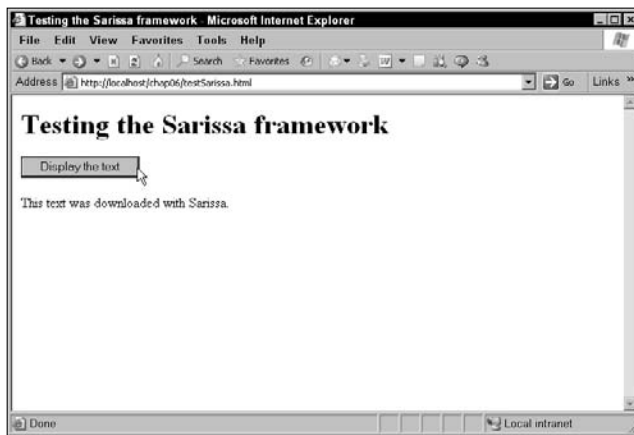 Testing the Sarissa framework - Microsoft Internet Explorer
File Edit View Favorites Tools Help
Back Search Favorites
Address http://localhost/chap06/testSarissa.html Go Links »
Testing the Sarissa framework
Display the text
This text was downloaded with Sarissa.
Done Local intranet